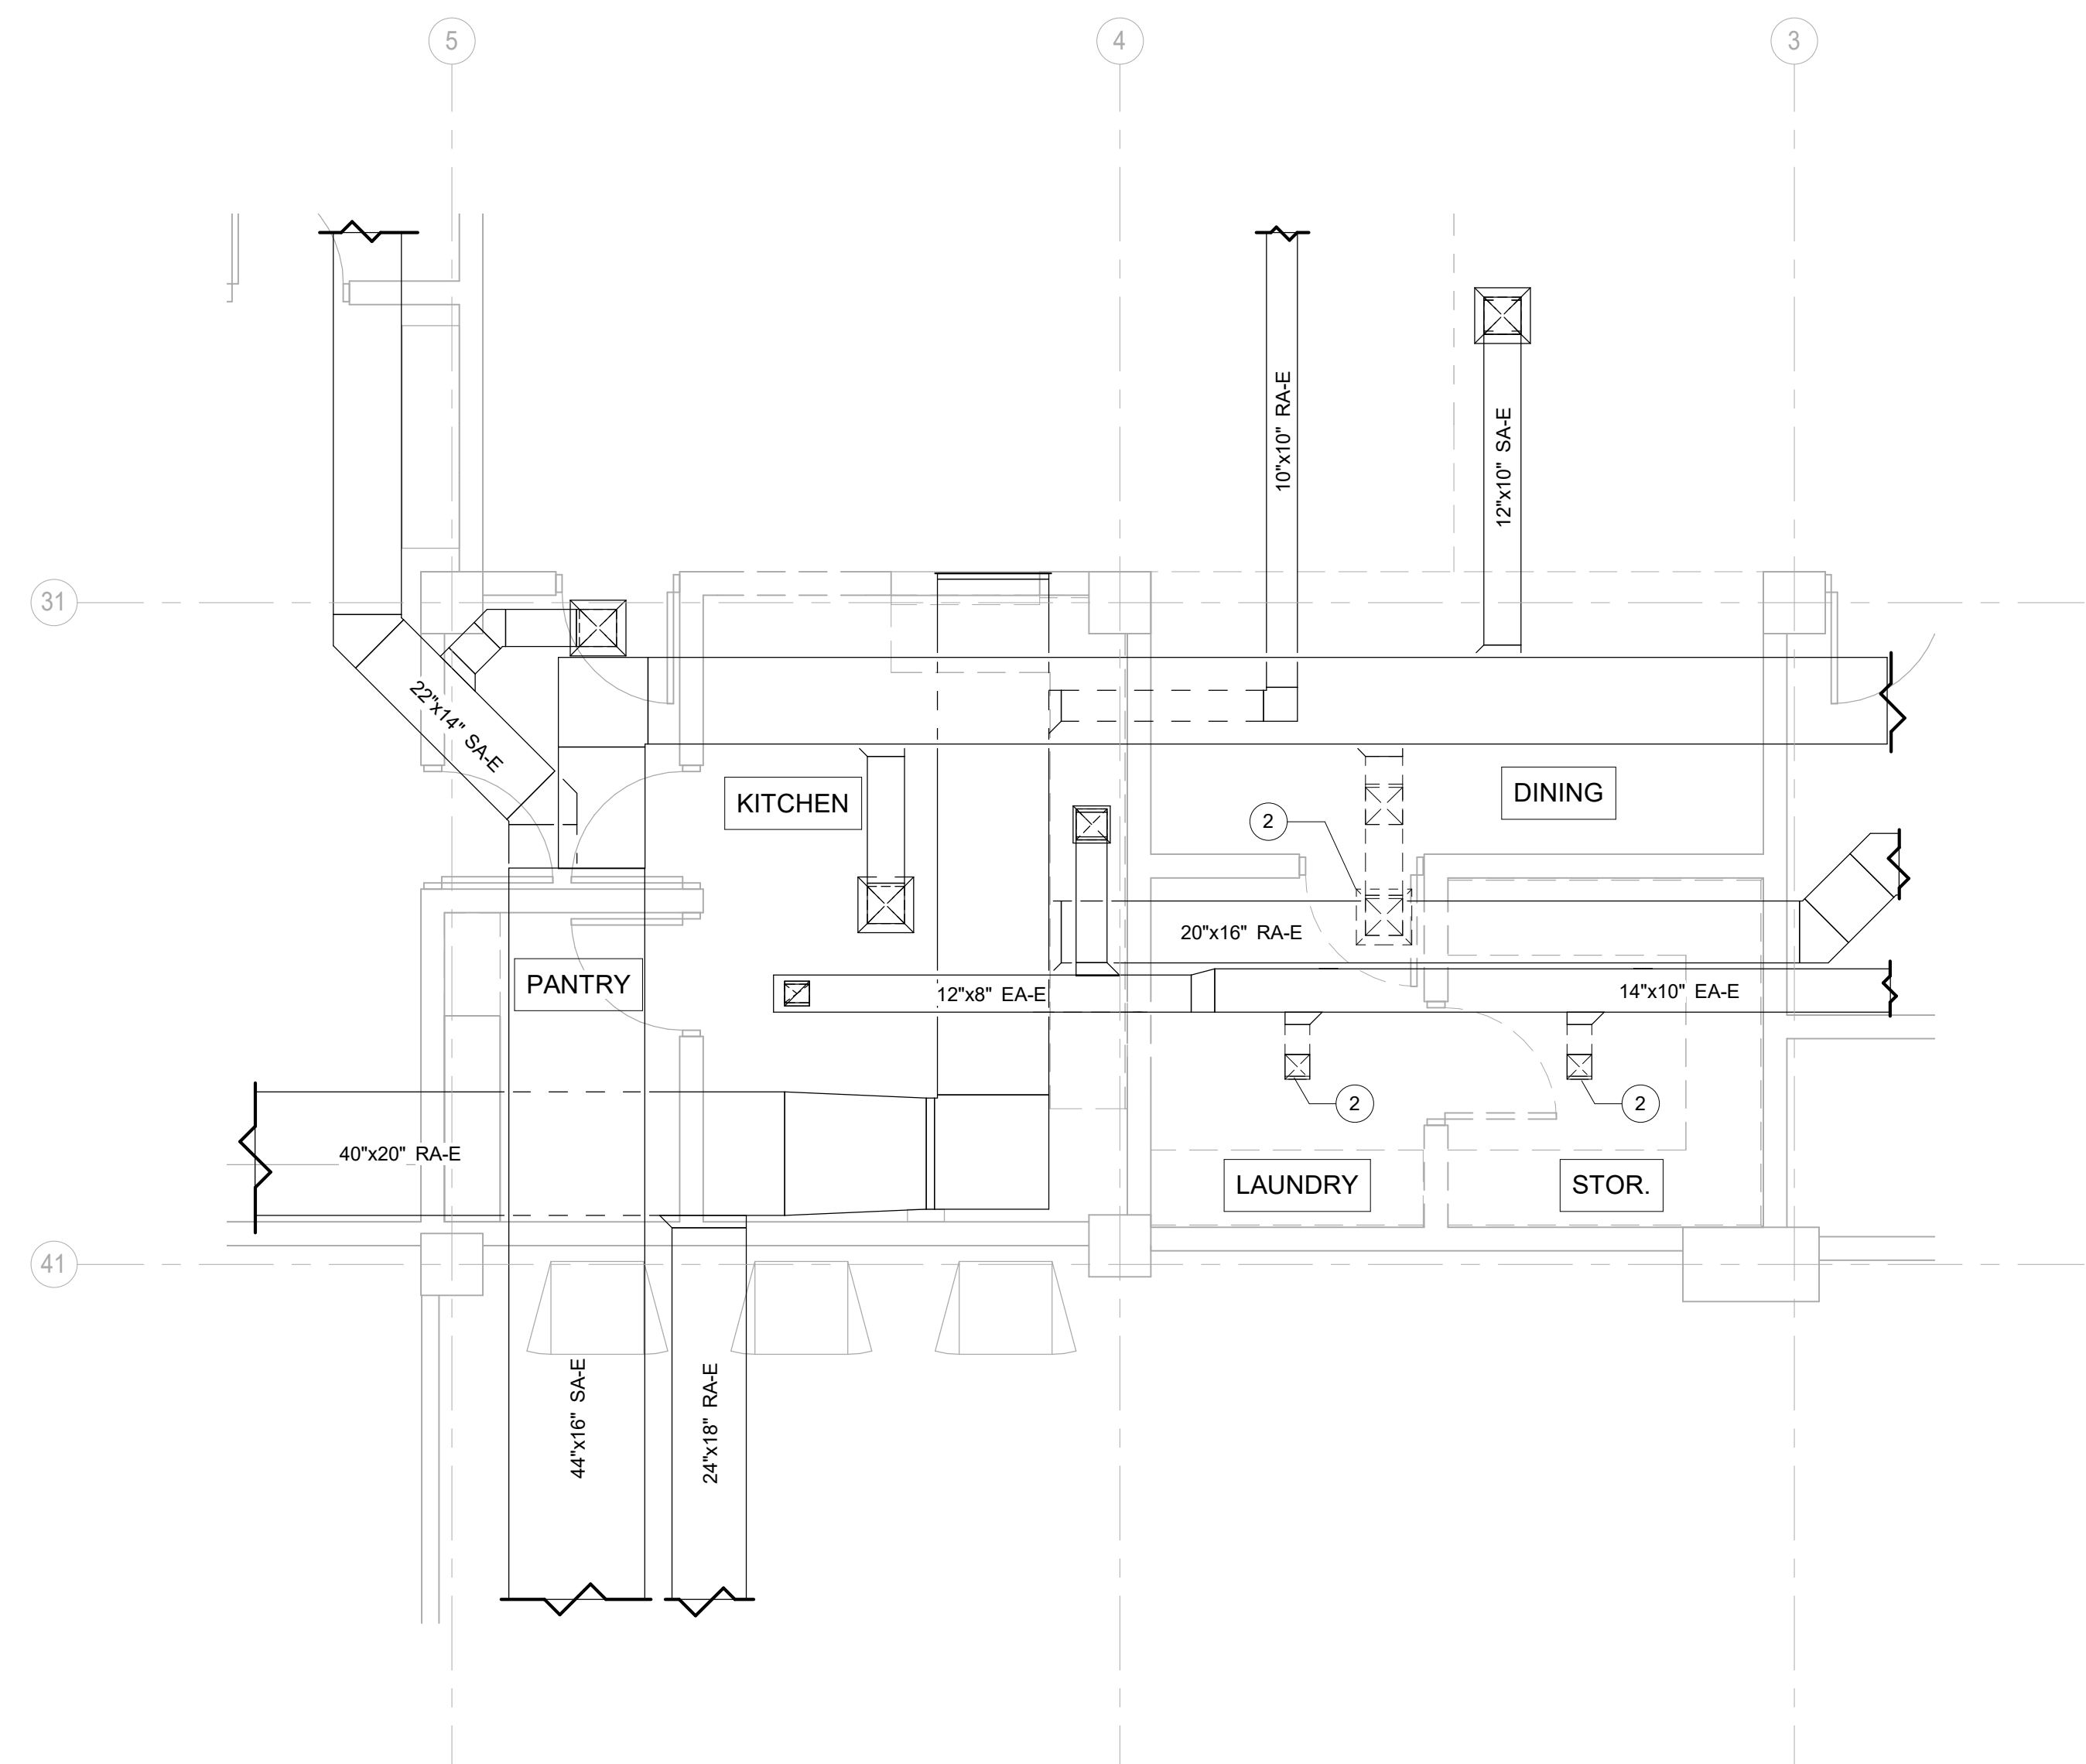 5
4
3
10"x10" RA-E
12"x10" SA-E
31
22"x14" SA-E
KITCHEN
DINING
2
20"x16" RA-E
PANTRY
12"x8" EA-E
14"x10" EA-E
2
2
40"x20" RA-E
LAUNDRY
STOR.
41
44"x16" SA-E
24"x18" RA-E